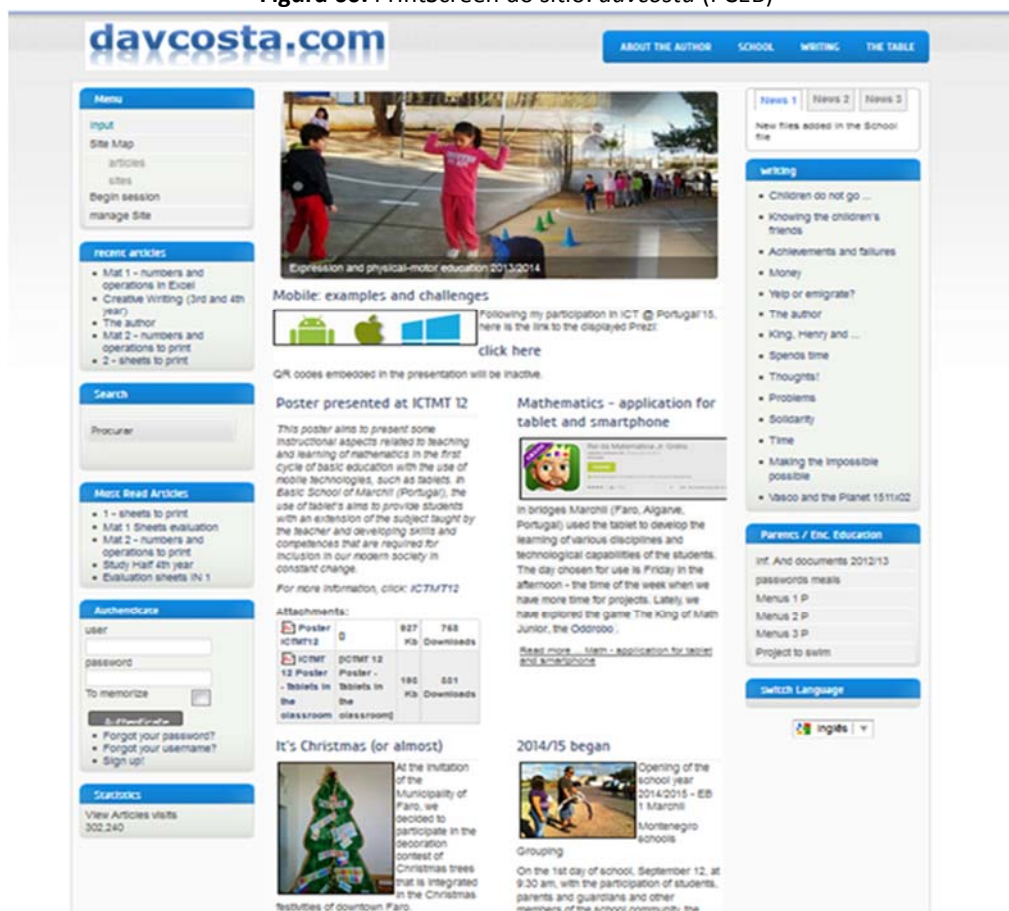 davcosta.com
ABOUT THE AUTHOR SCHOOL WRITING THE TABLE
Menu
input
Site Map
articles
sites
Begin session
manage Site
recent articles
Mat 1 - numbers and
operations in Excel
Creative Writing (3rd and 4th
year)
The author
Mat 2 - numbers and
operations to print
2 - sheets to print
Search
Procurar
Most Read Articles
1 - sheets to print
Mat 1 Sheets evaluation
Mat 2 - numbers and
operations to print
Study Half 4th year
Evaluation sheets IN 1
Authenticate
user
password
To memorize
Authenticate
Forgot your password?
Forgot your username?
Sign up!
Statistics
View Articles visits
302,240
Expression and physical-motor education 2013/2014
Mobile: examples and challenges
Following my participation in ICT @ Portugal'15,
here is the link to the displayed Prezi:
click here
QR codes embedded in the presentation will be inactive.
Poster presented at ICTMT 12
This poster aims to present some
instructional aspects related to teaching
and learning of mathematics in the first
cycle of basic education with the use of
mobile technologies, such as tablets. In
Basic School of Marchil (Portugal), the
use of tablet's aims to provide students
with an extension of the subject taught by
the teacher and developing skills and
competences that are required for
inclusion in our modern society in
constant change.
For more information, click: ICTMT12
Attachments:
Poster
ICTMT12
[]
927
Kb
768
Downloads
ICTMT
12 Poster
- Tablets in
the
classroom
12
Poster -
Tablets in
the
classroom]
Kb
Downloads
Mathematics - application for
tablet and smartphone
Rei da Matemática Jr. Grátis
In bridges Marchil (Faro, Algarve,
Portugal) used the tablet to develop the
learning of various disciplines and
technological capabilities of the students.
The day chosen for use is Friday in the
afternoon - the time of the week when we
have more time for projects. Lately, we
have explored the game The King of Math
Junior, the Oddrobo .
Read more ... Math - application for tablet
and smartphone
It's Christmas (or almost)
At the invitation
of the
Municipality of
Faro, we
decided to
participate in the
decoration
contest of
Christmas trees
that is integrated
in the Christmas
festivities of downtown Faro.
2014/15 began
Opening of the
school year
2014/2015 - EB
1 Marchil
Montenegro
schools
Grouping
On the 1st day of school, September 12, at
9:30 am, with the participation of students,
parents and guardians and other
members of the school community the
News 1 News 2 News 3
New files added in the School
file
writing
Children do not go ...
Knowing the children's
friends
Achievements and failures
Money
Yelp or emigrate?
The author
King, Henry and ...
Spends time
Thoughts!
Problems
Solidarity
Time
Making the impossible
possible
Vasco and the Planet 1511x02
Parents / Enc. Education
Inf. And documents 2012/13
passwords meals
Menus 1 P
Menus 2 P
Menus 3 P
Project to swim
Switch Language
Inglês